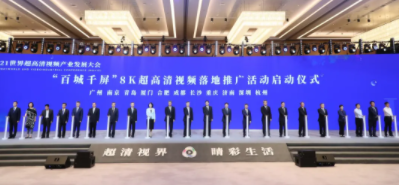 21世界超高清视频产业发展大会
“百城千屏”8K超高清视频落地推广活动启动仪式
广州 南京 青岛 厦门 合肥 成都 长沙 重庆 济南 深圳 杭州
超清视界 睛彩生活